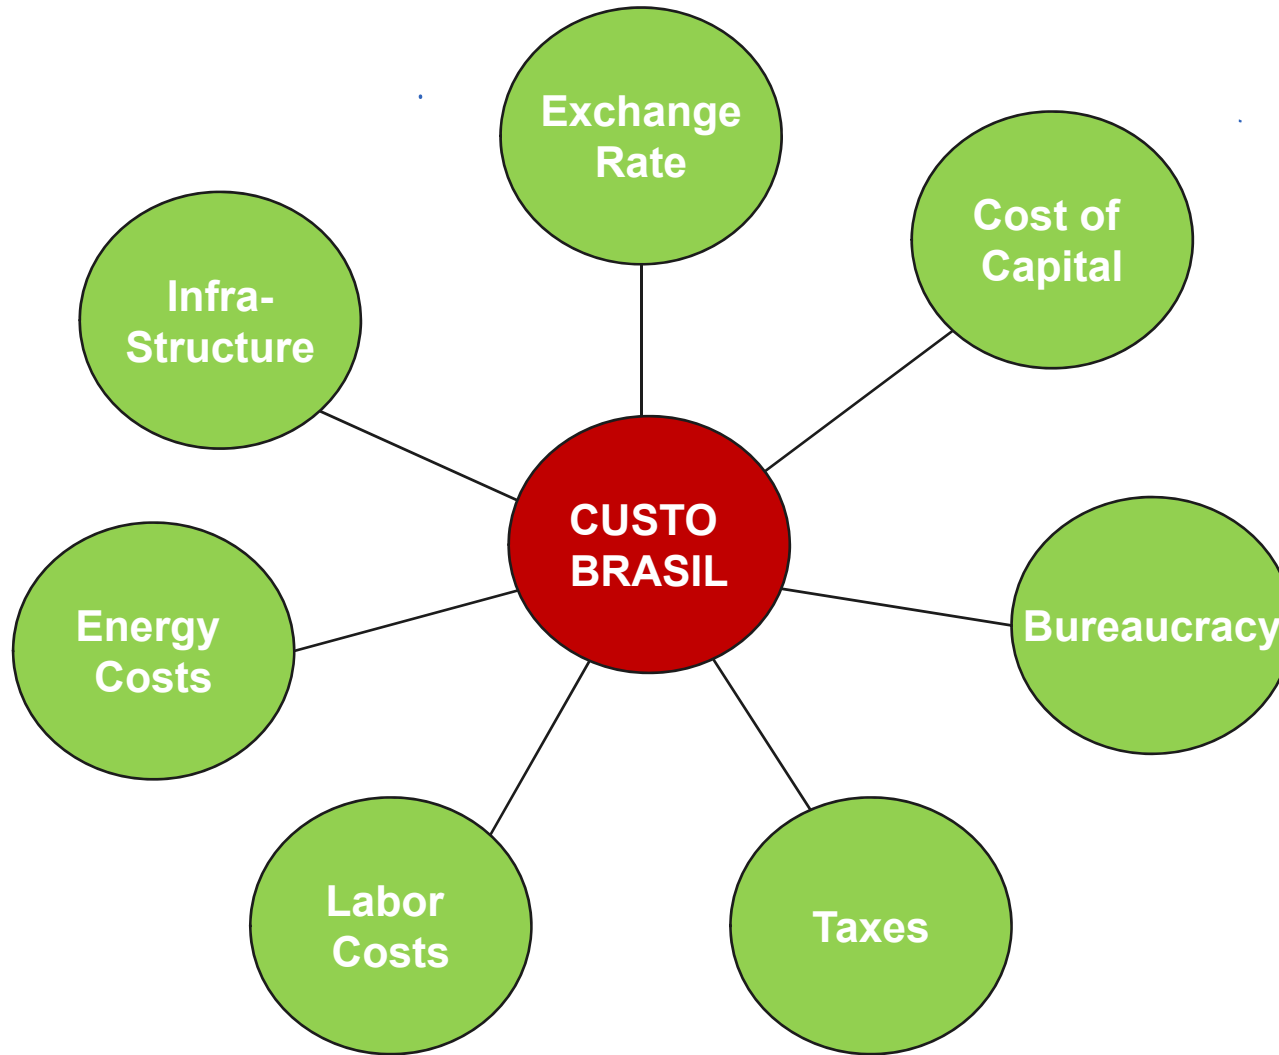 Exchange
Rate
Cost of
Capital
Infra-
Structure
CUSTO
BRASIL
Bureaucracy
Energy
Costs
Labor
Costs
Taxes